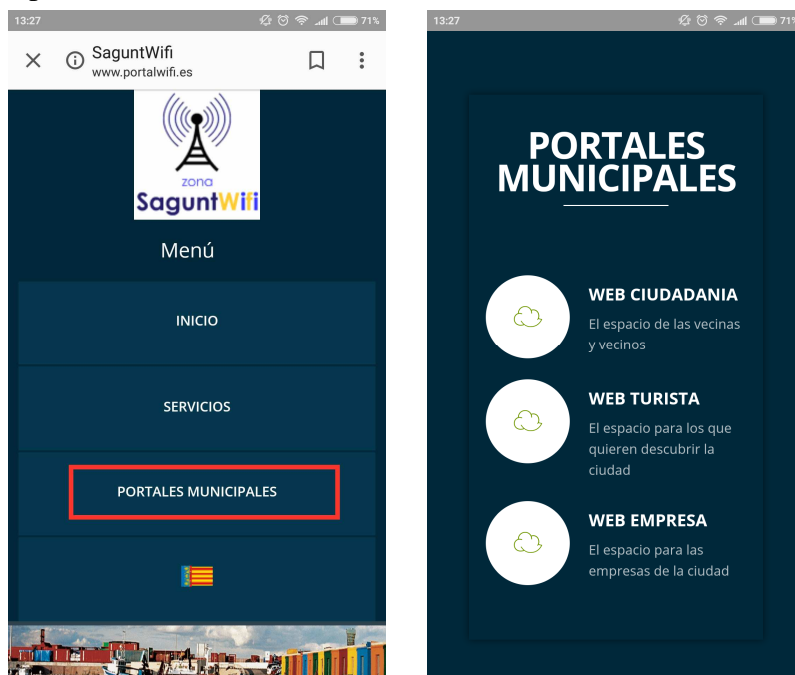 13:27
71%
SaguntWifi
www.portalwifi.es
zona
SaguntWifi
Menú
INICIO
SERVICIOS
PORTALES MUNICIPALES
13:27
71%
PORTALES
MUNICIPALES
WEB CIUDADANIA
El espacio de las vecinas
y vecinos
WEB TURISTA
El espacio para los que
quieren descubrir la
ciudad
WEB EMPRESA
El espacio para las
empresas de la ciudad